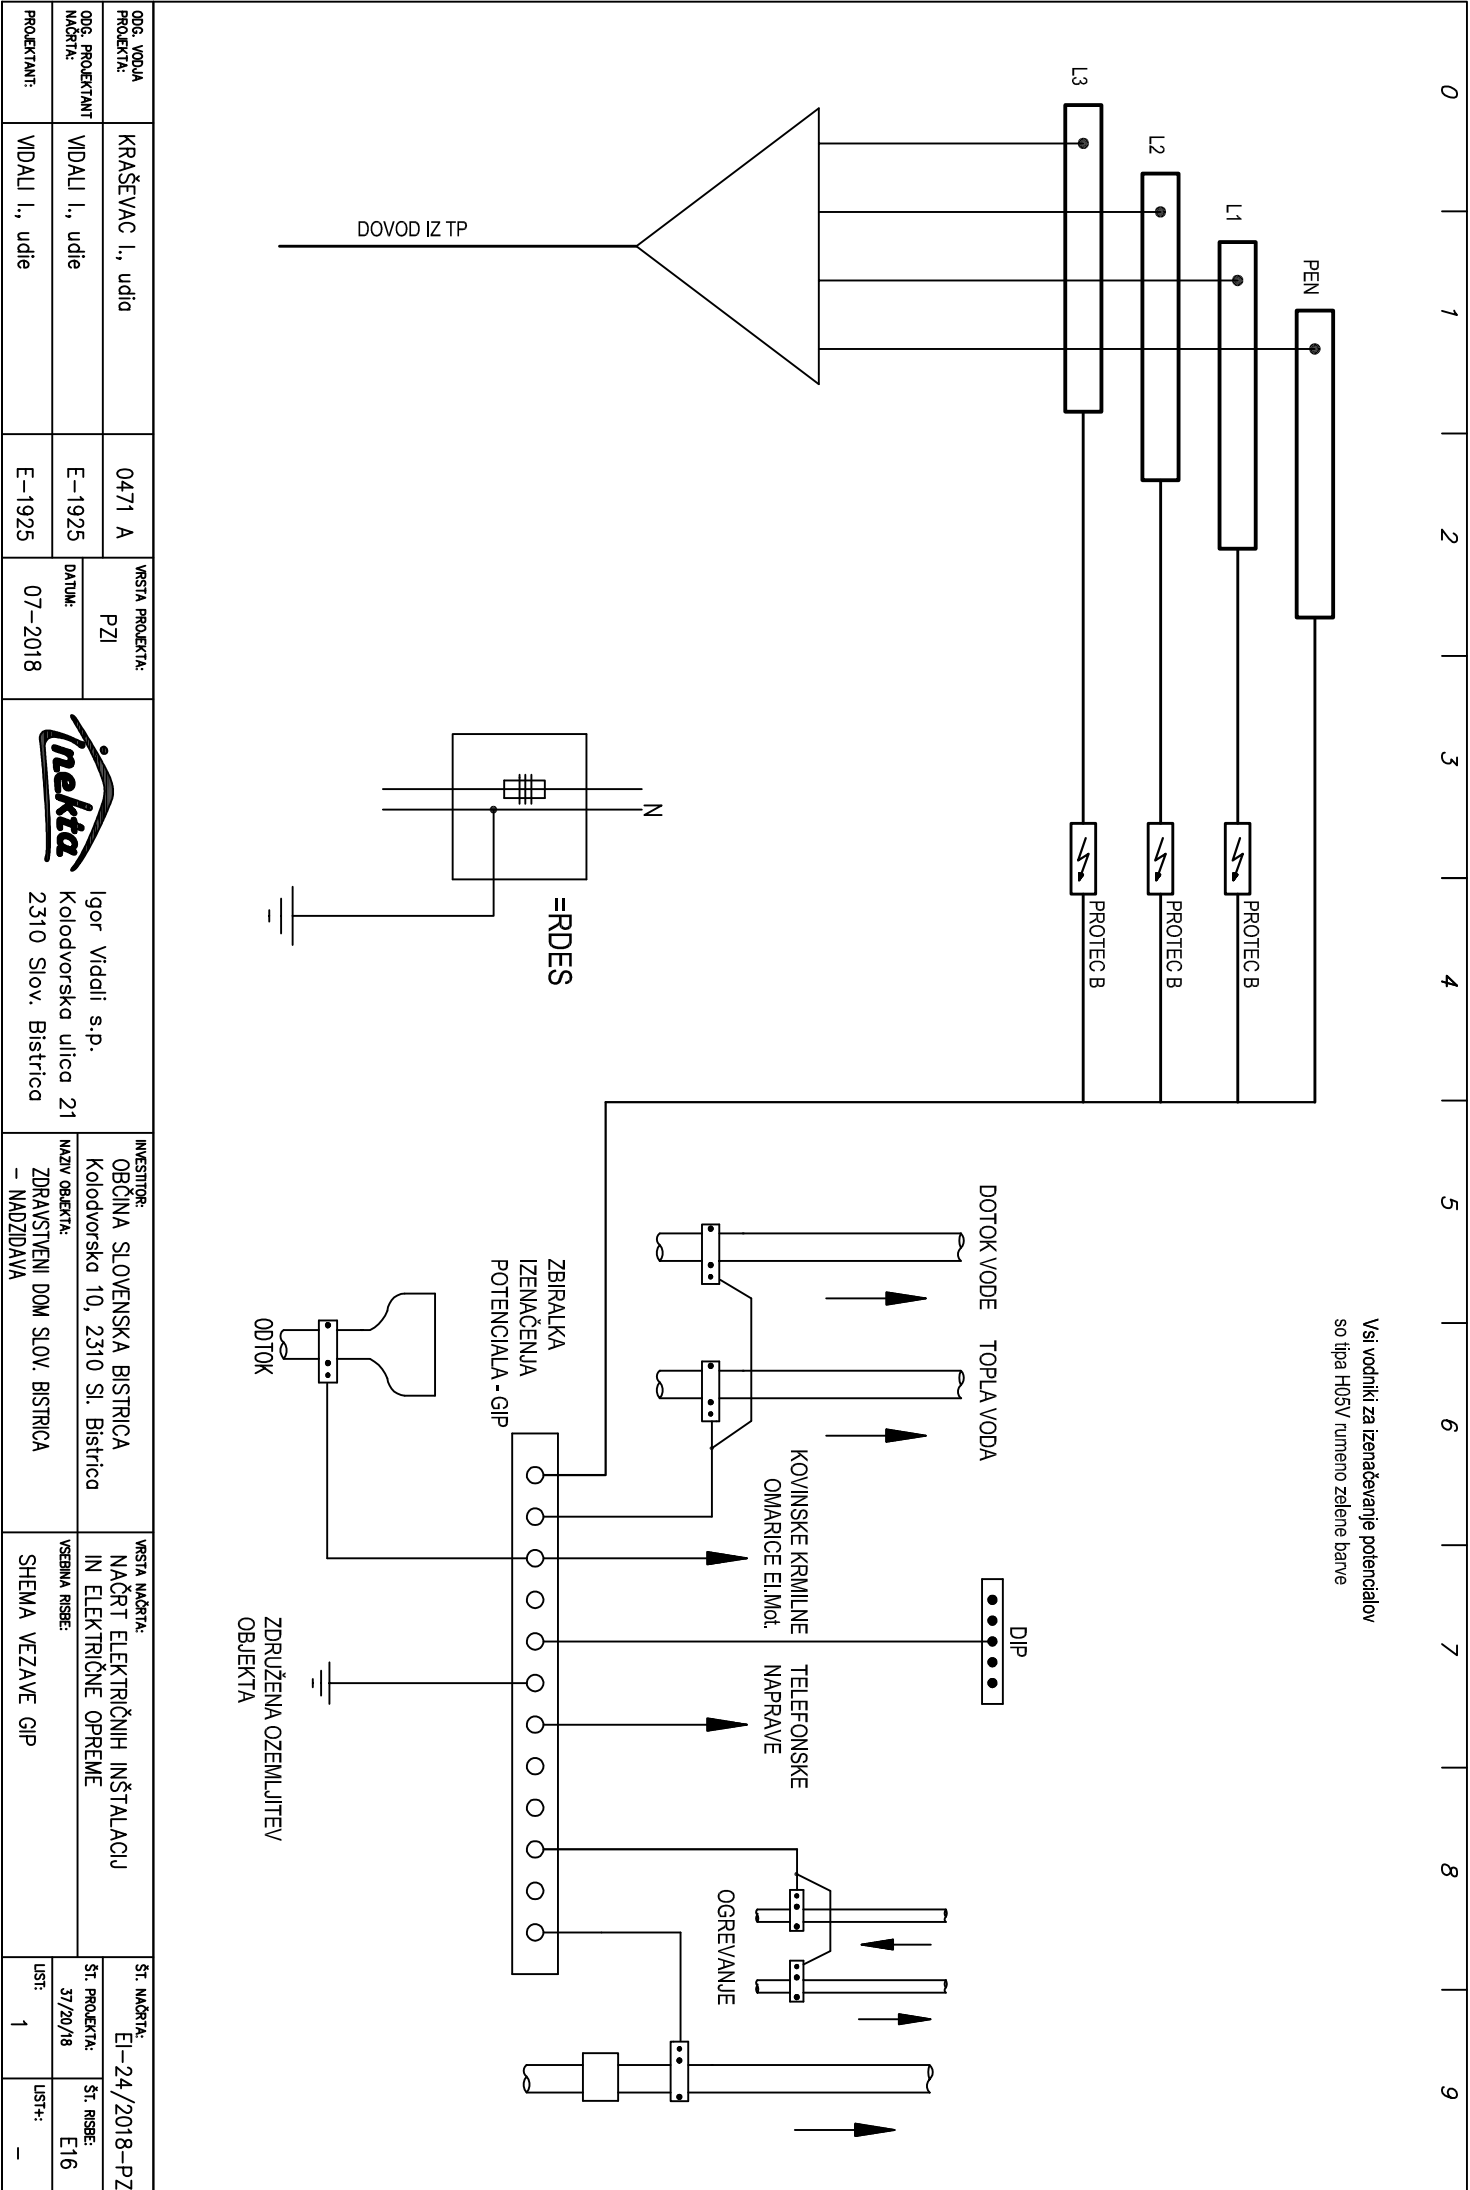 0 1 2 3 4 5 6 7 8 9
Vsi vodniki za izenačevanje potencialov
so tipa H05V rumeno zelene barve
PEN
L1
L2
L3
PROTEC B
PROTEC B
PROTEC B
DOVOD IZ TP
N
=RDES
DOTOK VODE
TOPLA VODA
DIP
KOVINSKE KRMILNE
OMARICE El.Mot.
TELEFONSKE
NAPRAVE
OGREVANJE
ZBIRALKA
IZENAČENJA
POTENCIALA - GIP
ODTOK
ZDRUŽENA OZEMLJITEV
OBJEKTA
ODG. VODJA
PROJEKTA:
KRAŠEVAC I., udia
0471 A
ODG. PROJEKTANT
NAČRTA:
VIDALI I., udie
E-1925
PROJEKTANT:
VIDALI I., udie
E-1925
VRSTA PROJEKTA:
PZI
DATUM:
07-2018
inekta
Igor Vidali s.p.
Kolodvorska ulica 21
2310 Slov. Bistrica
INVESTITOR:
OBČINA SLOVENSKA BISTRICA
Kolodvorska 10, 2310 Sl. Bistrica
NAZIV OBJEKTA:
ZDRAVSTVENI DOM SLOV. BISTRICA
- NADZIDAVA
VRSTA NAČRTA:
NAČRT ELEKTRIČNIH INŠTALACIJ
IN ELEKTRIČNE OPREME
VSEBINA RISBE:
SHEMA VEZAVE GIP
ŠT. NAČRTA:
EI-24/2018-PZ
ŠT. PROJEKTA:
37/20/18
ŠT. RISBE:
E16
LIST:
1
LIST+:
-